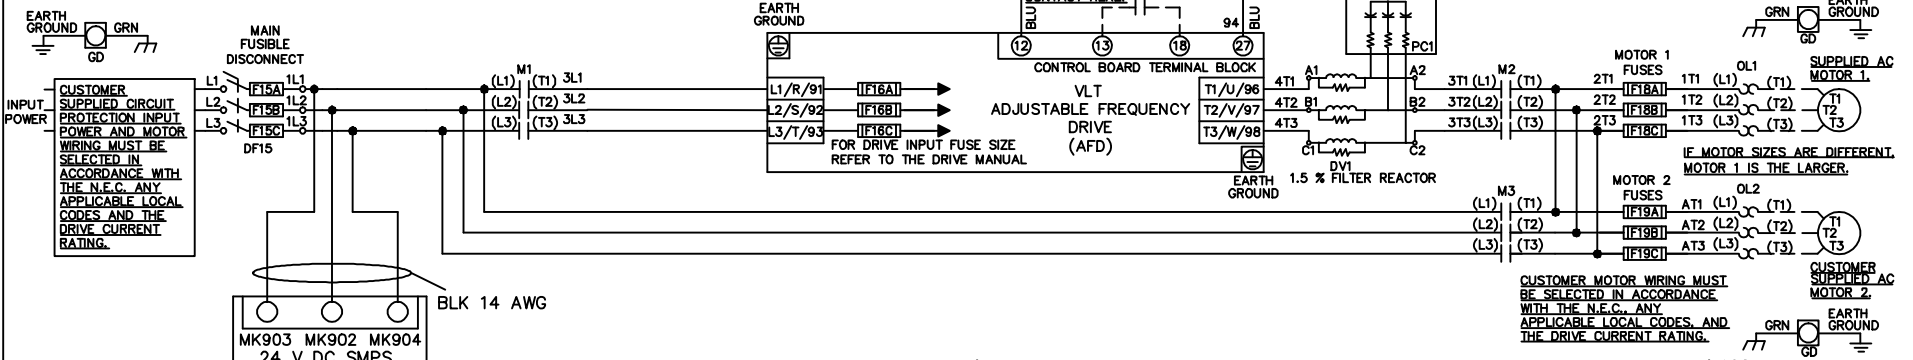 EARTH
GROUND
GRN
GD
MAIN
FUSIBLE
DISCONNECT
INPUT
POWER
CUSTOMER
SUPPLIED CIRCUIT
PROTECTION INPUT
POWER AND MOTOR
WIRING MUST BE
SELECTED IN
ACCORDANCE WITH
THE N.E.C. ANY
APPLICABLE LOCAL
CODES AND THE
DRIVE CURRENT
RATING.
L1 F15A 1L1
L2 F15B 1L2
L3 F15C 1L3
DF15
M1
(L1) (T1) 3L1
(L2) (T2) 3L2
(L3) (T3) 3L3
BLK 14 AWG
MK903 MK902 MK904
24 V DC SMPS
EARTH
GROUND
BLU
94
BLU
12 13 18 27
CONTROL BOARD TERMINAL BLOCK
L1/R/91 F16A
L2/S/92 F16B
L3/T/93 F16C
FOR DRIVE INPUT FUSE SIZE
REFER TO THE DRIVE MANUAL
VLT
ADJUSTABLE FREQUENCY
DRIVE
(AFD)
T1/U/96
T2/V/97
T3/W/98
EARTH
GROUND
4T1 A1 A2
4T2 B1 B2
4T3 C1 C2
PC1
DV1
1.5 % FILTER REACTOR
M2
3T1 (L1) (T1)
3T2 (L2) (T2)
3T3 (L3) (T3)
MOTOR 1
FUSES
2T1 F18A 1T1 (L1)
2T2 F18B 1T2 (L2)
2T3 F18C 1T3 (L3)
OL1
(T1)
(T2)
(T3)
GRN
EARTH
GROUND
GD
SUPPLIED AC
MOTOR 1.
T1
T2
T3
IF MOTOR SIZES ARE DIFFERENT,
MOTOR 1 IS THE LARGER.
M3
(L1) (T1)
(L2) (T2)
(L3) (T3)
MOTOR 2
FUSES
F19A AT1 (L1)
F19B AT2 (L2)
F19C AT3 (L3)
OL2
(T1)
(T2)
(T3)
T1
T2
T3
CUSTOMER
SUPPLIED AC
MOTOR 2.
CUSTOMER MOTOR WIRING MUST
BE SELECTED IN ACCORDANCE
WITH THE N.E.C., ANY
APPLICABLE LOCAL CODES, AND
THE DRIVE CURRENT RATING.
GRN
EARTH
GROUND
GD